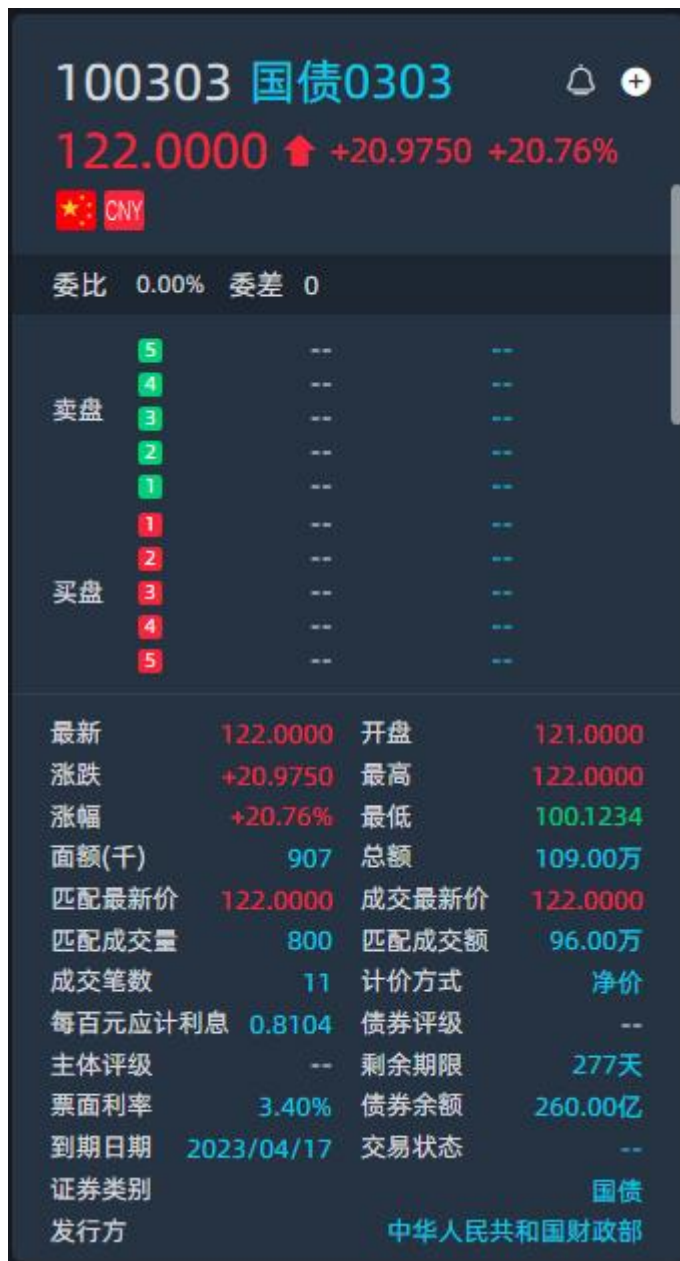 100303 国债0303
122.0000 +20.9750 +20.76%
CNY
委比 0.00% 委差 0
5 -- --
4 -- --
卖盘 3 -- --
2 -- --
1 -- --
1 -- --
2 -- --
买盘 3 -- --
4 -- --
5 -- --
最新 122.0000 开盘 121.0000
涨跌 +20.9750 最高 122.0000
涨幅 +20.76% 最低 100.1234
面额(千) 907 总额 109.00万
匹配最新价 122.0000 成交最新价 122.0000
匹配成交量 800 匹配成交额 96.00万
成交笔数 11 计价方式 净价
每百元应计利息 0.8104 债券评级 --
主体评级 -- 剩余期限 277天
票面利率 3.40% 债券余额 260.00亿
到期日期 2023/04/17 交易状态 --
证券类别 国债
发行方 中华人民共和国财政部